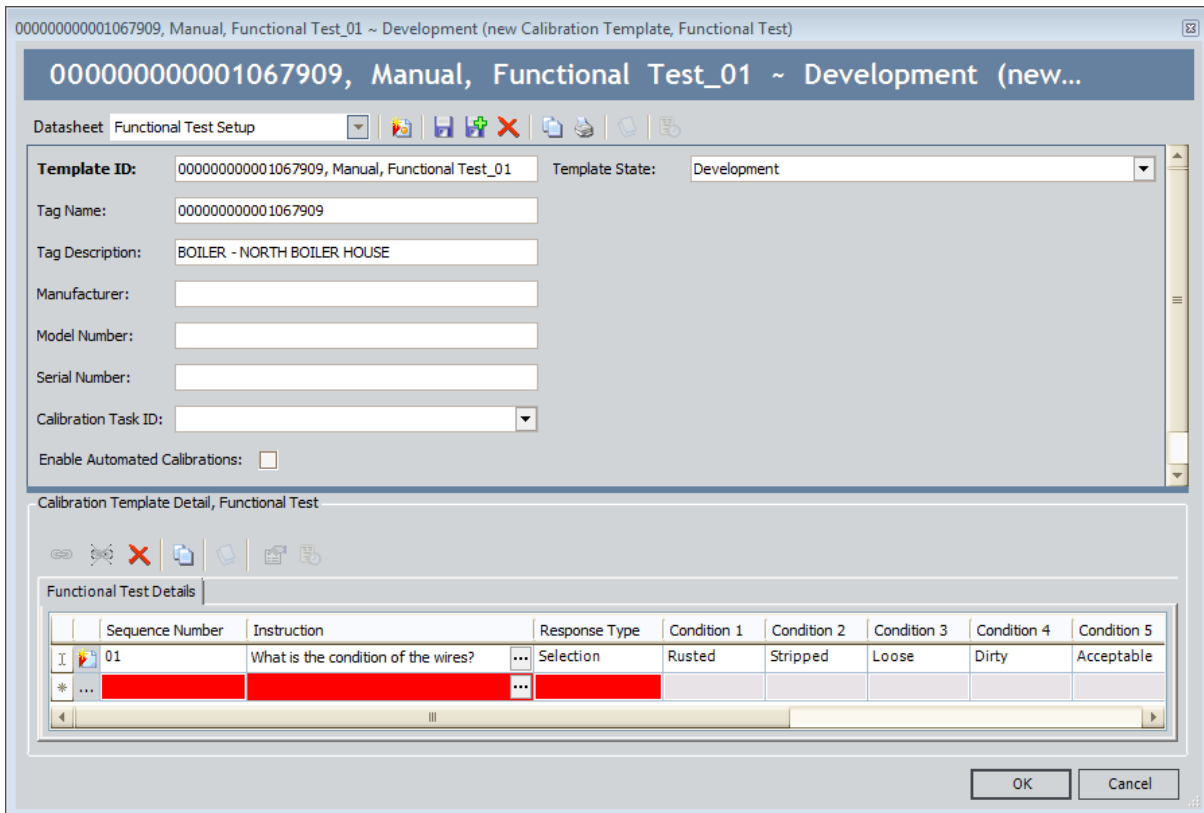 000000000001067909, Manual, Functional Test_01 ~ Development (new Calibration Template, Functional Test)
000000000001067909, Manual, Functional Test_01 ~ Development (new...
Datasheet Functional Test Setup
Template ID: 000000000001067909, Manual, Functional Test_01 Template State: Development
Tag Name: 000000000001067909
Tag Description: BOILER - NORTH BOILER HOUSE
Manufacturer:
Model Number:
Serial Number:
Calibration Task ID:
Enable Automated Calibrations:
Calibration Template Detail, Functional Test
Functional Test Details
Sequence Number Instruction Response Type Condition 1 Condition 2 Condition 3 Condition 4 Condition 5
01 What is the condition of the wires? ... Selection Rusted Stripped Loose Dirty Acceptable
* ... ...
OK Cancel